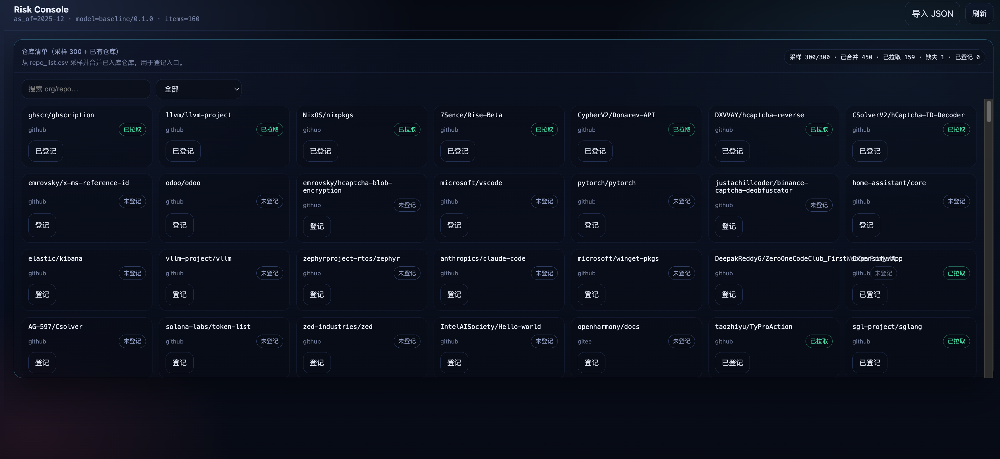 Risk Console
as_of=2025-12 · model=baseline/0.1.0 · items=160
导入 JSON
刷新
仓库清单（采样 300 + 已有仓库）
从 repo_list.csv 采样并合并已入库仓库，用于登记入口。
采样 300/300 · 已合并 450 · 已拉取 159 · 缺失 1 · 已登记 0
搜索 org/repo…
全部
ghscr/ghscription
github
已拉取
已登记
llvm/llvm-project
github
已拉取
已登记
NixOS/nixpkgs
github
已拉取
已登记
7Sence/Rise-Beta
github
已拉取
已登记
CypherV2/Donarev-API
github
已拉取
已登记
DXVVAY/hcaptcha-reverse
github
已拉取
已登记
CSolverV2/hCaptcha-ID-Decoder
github
已拉取
已登记
emrovsky/x-ms-reference-id
github
未登记
登记
odoo/odoo
github
未登记
登记
emrovsky/hcaptcha-blob-
encryption
github
未登记
登记
microsoft/vscode
github
未登记
登记
pytorch/pytorch
github
未登记
登记
justachillcoder/binance-
captcha-deobfuscator
github
未登记
登记
home-assistant/core
github
未登记
登记
elastic/kibana
github
未登记
登记
vllm-project/vllm
github
未登记
登记
zephyrproject-rtos/zephyr
github
未登记
登记
anthropics/claude-code
github
未登记
登记
microsoft/winget-pkgs
github
未登记
登记
DeepakReddyG/ZeroOneCodeClub_First
github
未登记
登记
Expensify/App
github
已拉取
已登记
AG-597/Csolver
github
未登记
登记
solana-labs/token-list
github
未登记
登记
zed-industries/zed
github
未登记
登记
IntelAISociety/Hello-world
github
未登记
登记
openharmony/docs
gitee
未登记
登记
taozhiyu/TyProAction
github
已拉取
已登记
sgl-project/sglang
github
已拉取
已登记